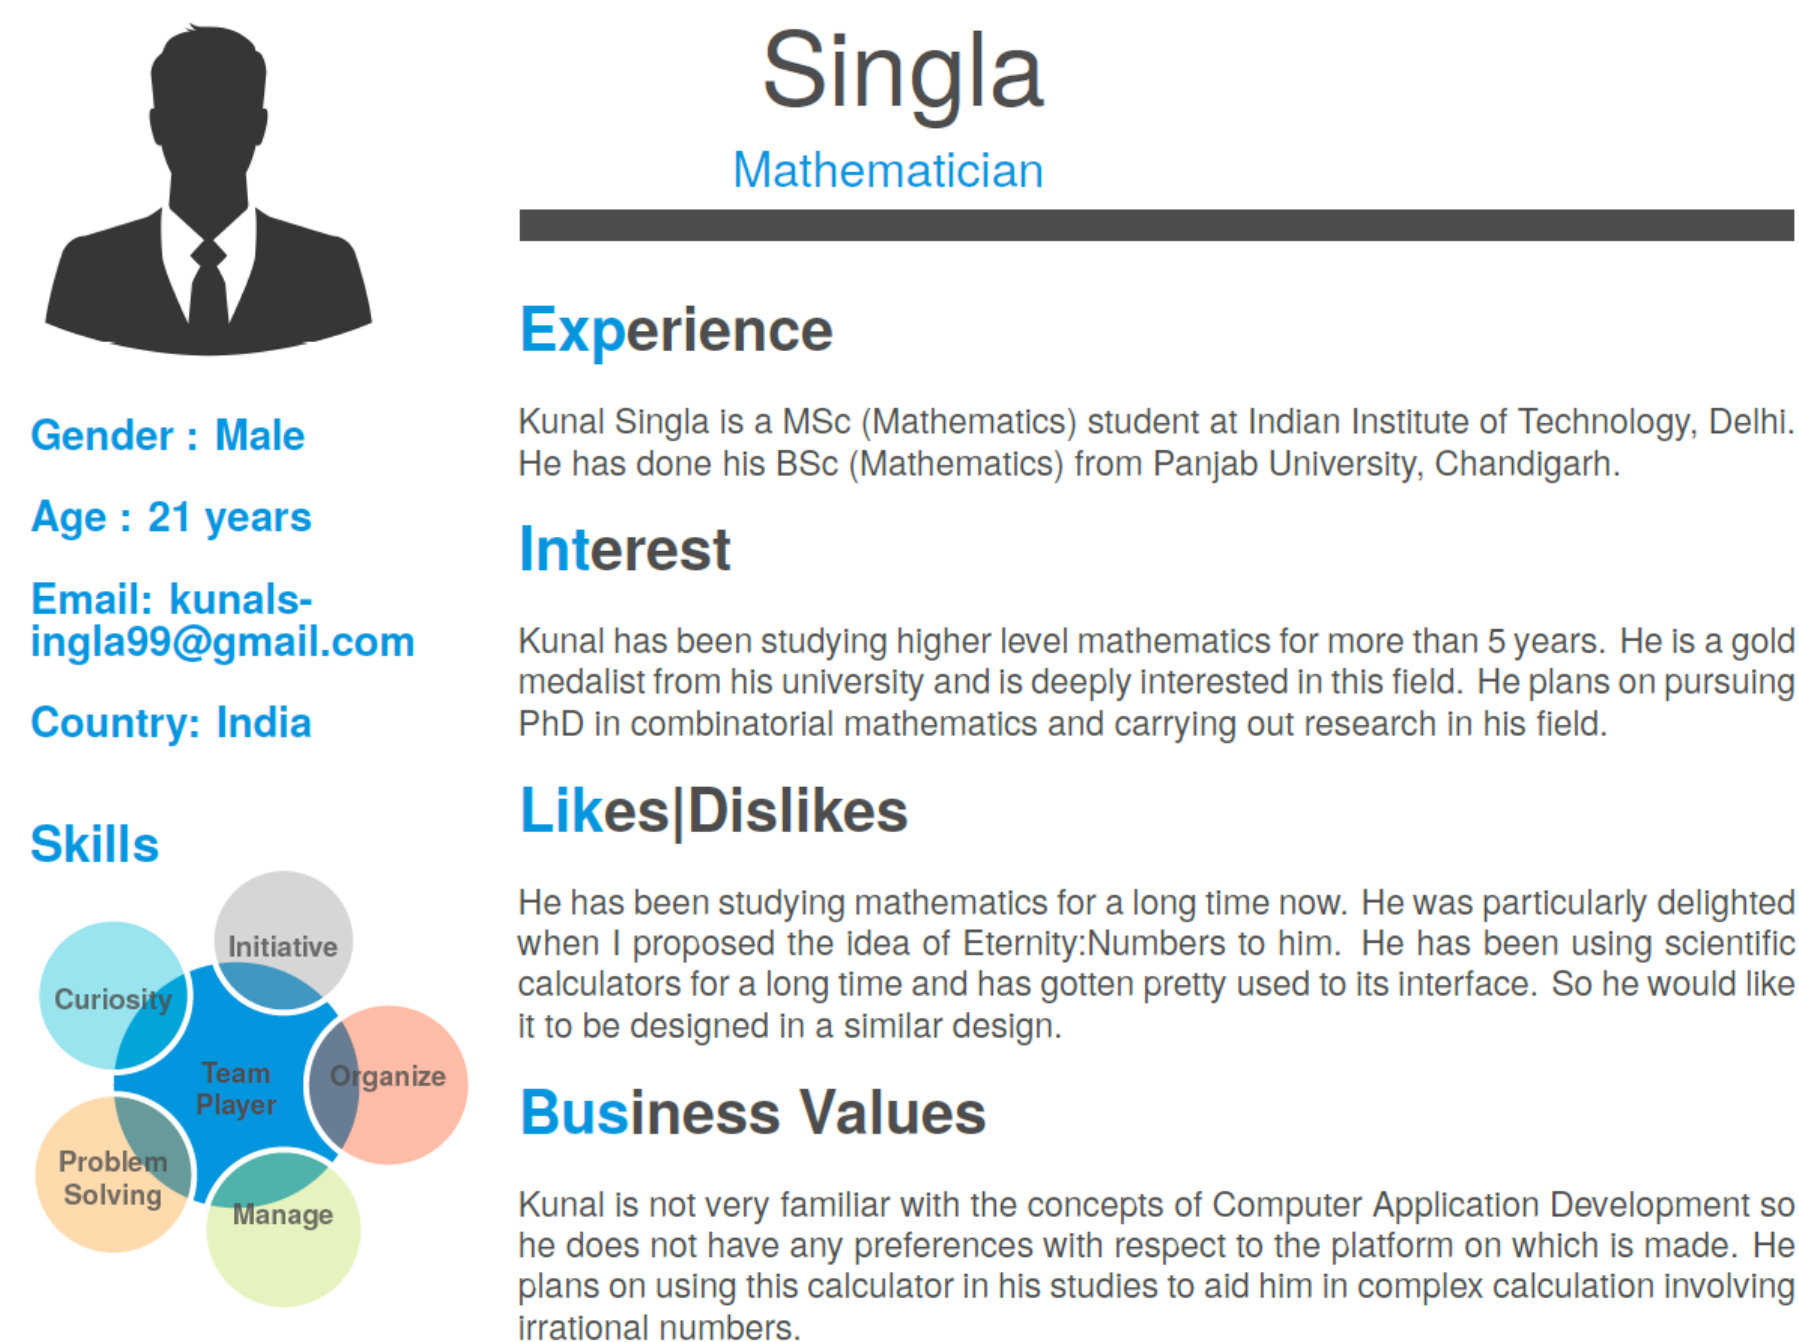 Singla
Mathematician
Gender : Male
Age : 21 years
Email: kunals-
ingla99@gmail.com
Country: India
Skills
Initiative
Curiosity
Team
Player
Organize
Problem
Solving
Manage
Experience
Kunal Singla is a MSc (Mathematics) student at Indian Institute of Technology, Delhi.
He has done his BSc (Mathematics) from Panjab University, Chandigarh.
Interest
Kunal has been studying higher level mathematics for more than 5 years. He is a gold
medalist from his university and is deeply interested in this field. He plans on pursuing
PhD in combinatorial mathematics and carrying out research in his field.
Likes|Dislikes
He has been studying mathematics for a long time now. He was particularly delighted
when I proposed the idea of Eternity:Numbers to him. He has been using scientific
calculators for a long time and has gotten pretty used to its interface. So he would like
it to be designed in a similar design.
Business Values
Kunal is not very familiar with the concepts of Computer Application Development so
he does not have any preferences with respect to the platform on which is made. He
plans on using this calculator in his studies to aid him in complex calculation involving
irrational numbers.